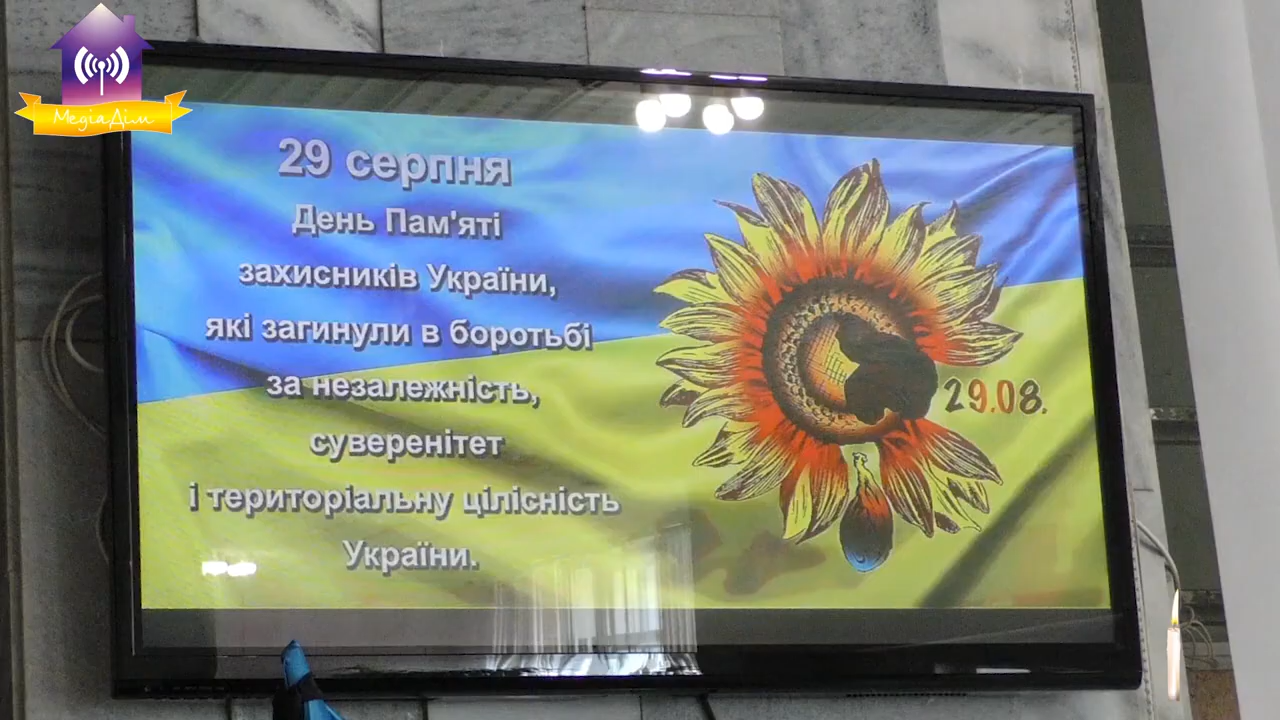 МедіаДім
29 серпня
День Пам'яті
захисників України,
які загинули в боротьбі
за незалежність,
суверенітет
і територіальну цілісність
України.
29.08.